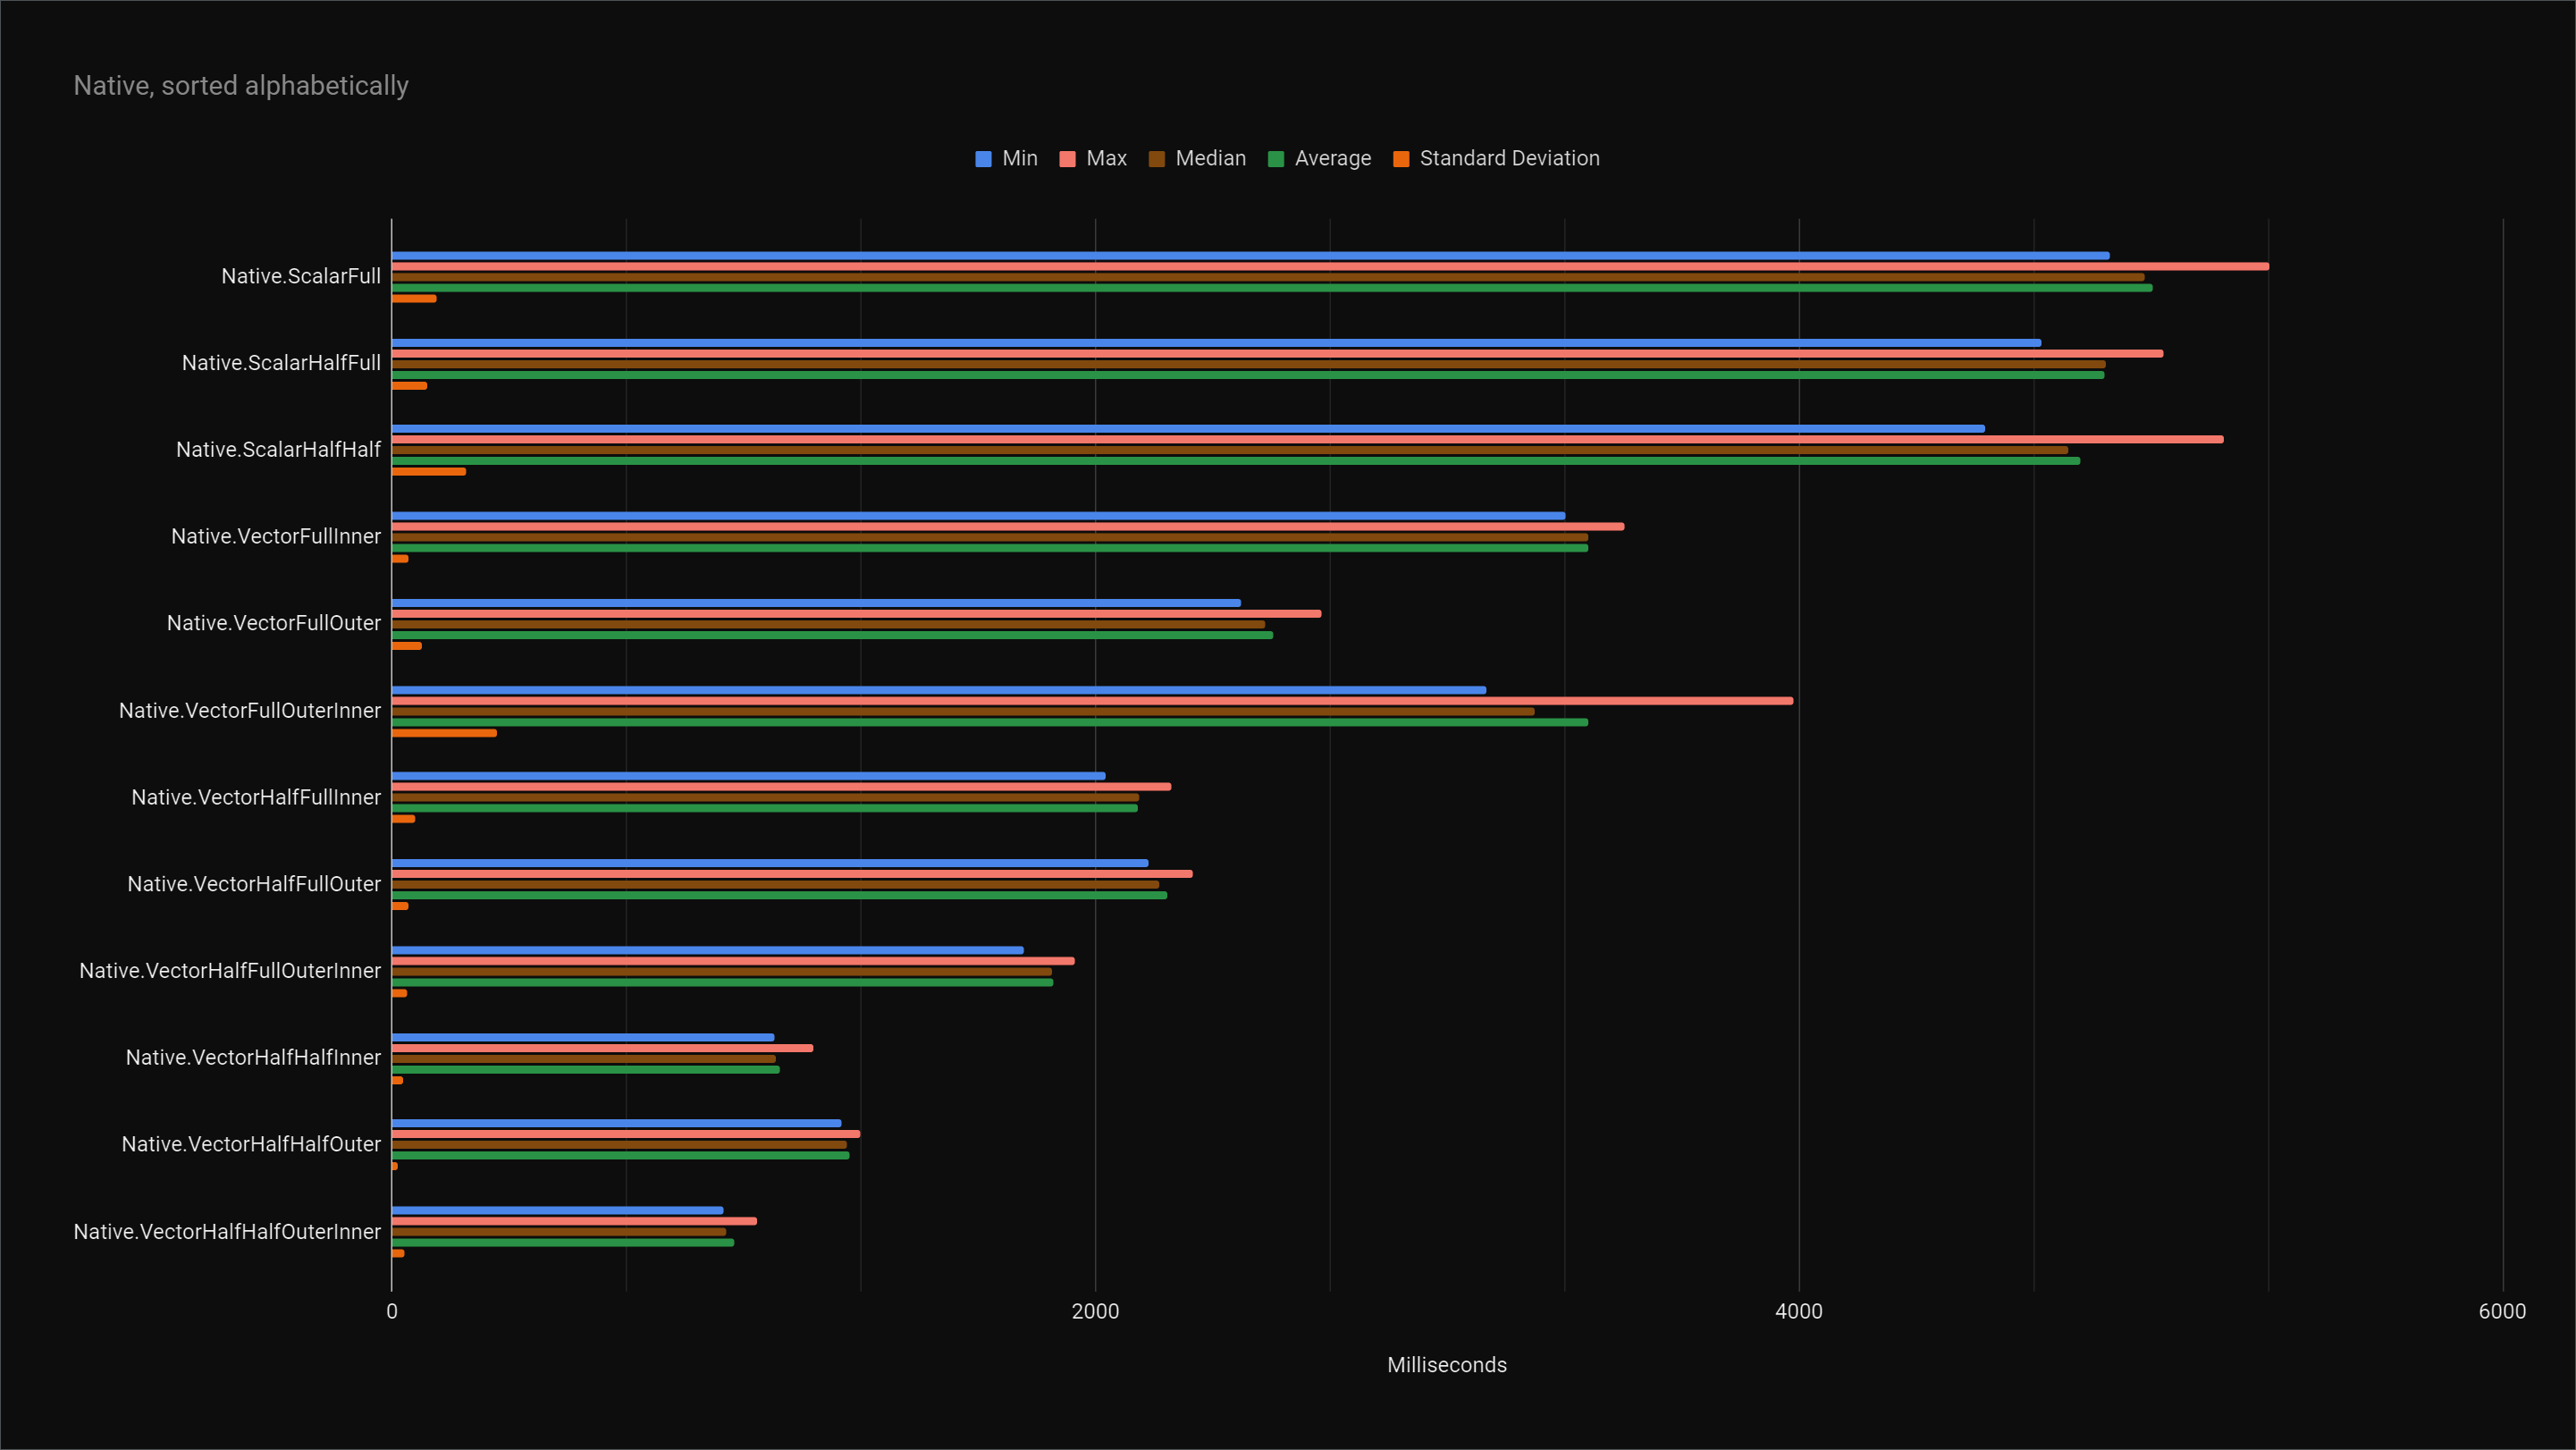 Native, sorted alphabetically
Min Max Median Average Standard Deviation
Native.ScalarFull
Native.ScalarHalfFull
Native.ScalarHalfHalf
Native.VectorFullInner
Native.VectorFullOuter
Native.VectorFullOuterInner
Native.VectorHalfFullInner
Native.VectorHalfFullOuter
Native.VectorHalfFullOuterInner
Native.VectorHalfHalfInner
Native.VectorHalfHalfOuter
Native.VectorHalfHalfOuterInner
0 2000 4000 6000
Milliseconds